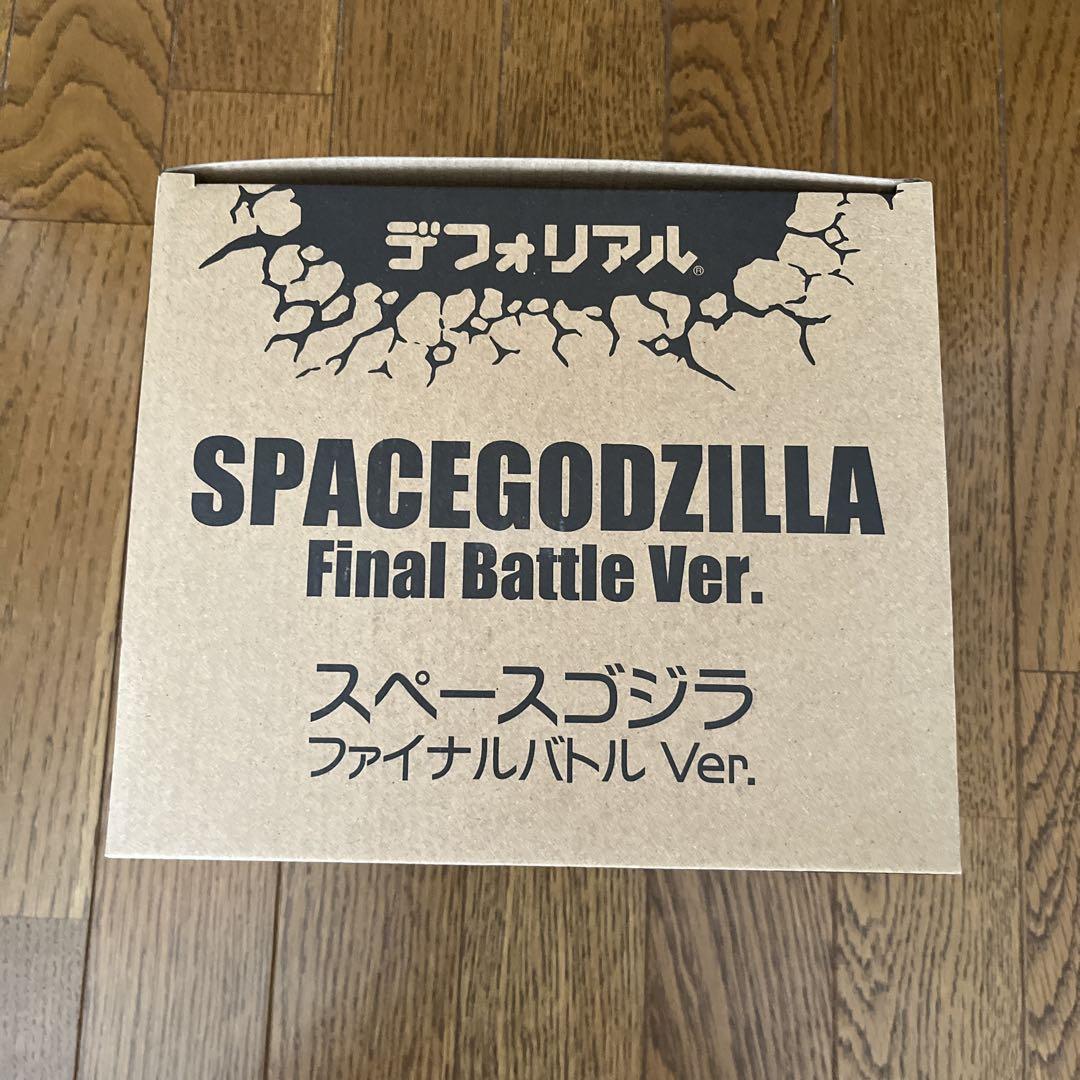 デフォリアル®
SPACEGODZILLA
Final Battle Ver.
スペースゴジラ
ファイナルバトル Ver.